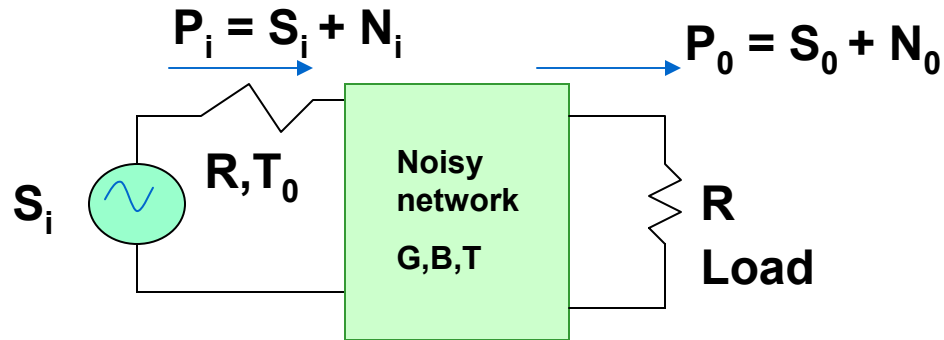 Pᵢ = Sᵢ + Nᵢ
P₀ = S₀ + N₀
R,T₀
Sᵢ
Noisy
network
G,B,T
R
Load